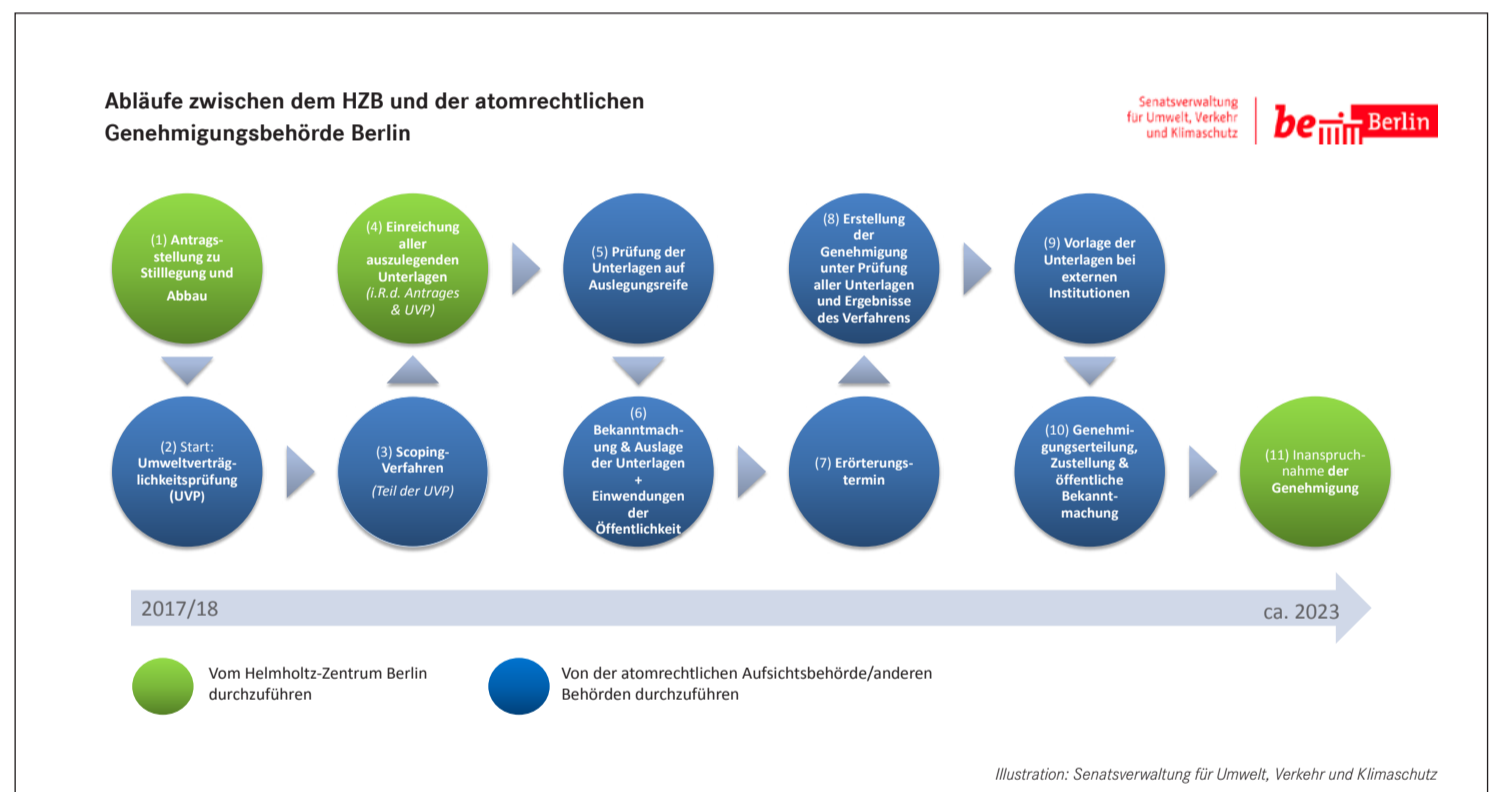 Abläufe zwischen dem HZB und der atomrechtlichen
Genehmigungsbehörde Berlin
Senatsverwaltung
für Umwelt, Verkehr
und Klimaschutz
be Berlin
(1) Antrags-
stellung zu
Stilllegung und
Abbau
(2) Start:
Umweltverträg-
lichkeitsprüfung
(UVP)
(3) Scoping-
Verfahren
(Teil der UVP)
(4) Einreichung
aller
auszulegenden
Unterlagen
(i.R.d. Antrages
& UVP)
(5) Prüfung der
Unterlagen auf
Auslegungsreife
(6)
Bekanntmach-
ung & Auslage
der Unterlagen
+
Einwendungen
der
Öffentlichkeit
(7) Erörterungs-
termin
(8) Erstellung
der
Genehmigung
unter Prüfung
aller Unterlagen
und Ergebnisse
des Verfahrens
(9) Vorlage der
Unterlagen bei
externen
Institutionen
(10) Genehmi-
gungserteilung,
Zustellung &
öffentliche
Bekannt-
machung
(11) Inanspruch-
nahme der
Genehmigung
2017/18
ca. 2023
Vom Helmholtz-Zentrum Berlin
durchzuführen
Von der atomrechtlichen Aufsichtsbehörde/anderen
Behörden durchzuführen
Illustration: Senatsverwaltung für Umwelt, Verkehr und Klimaschutz